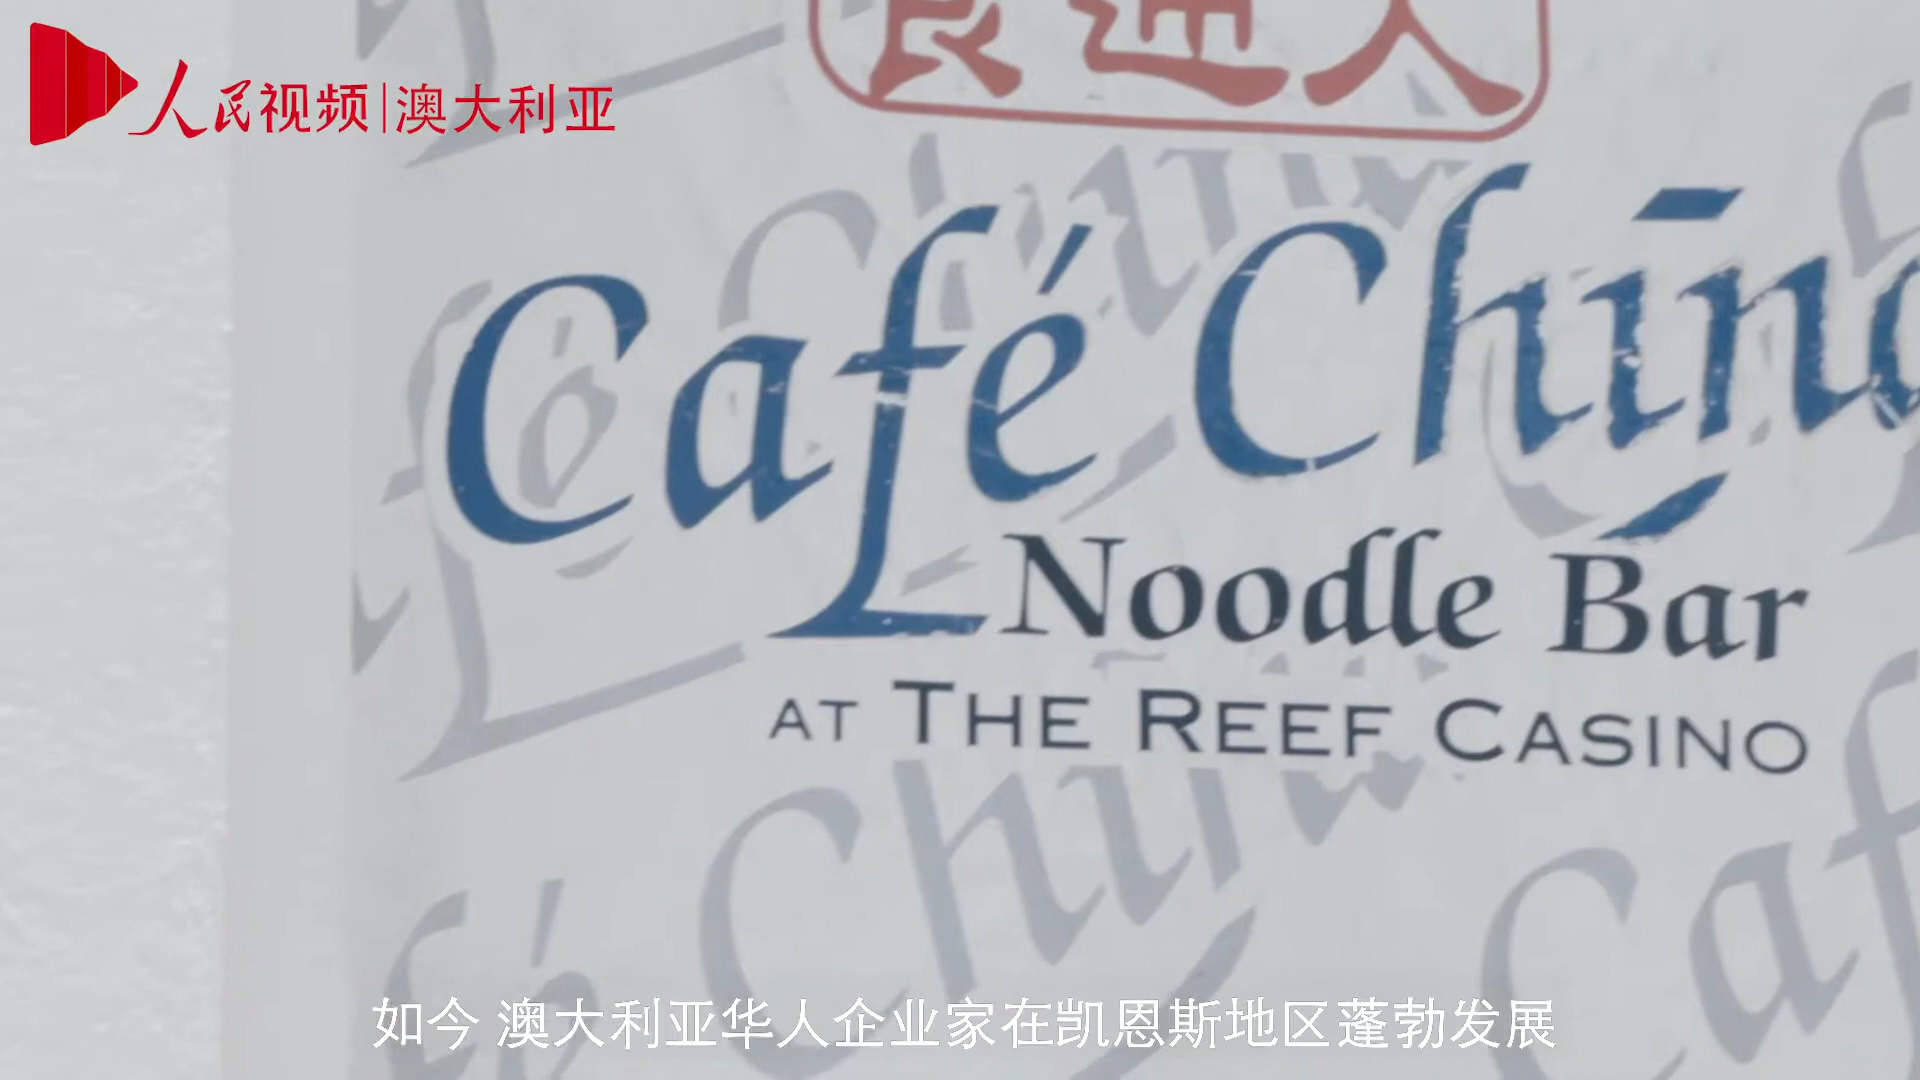 人民视频|澳大利亚
Café China
Noodle Bar
AT THE REEF CASINO
如今 澳大利亚华人企业家在凯恩斯地区蓬勃发展